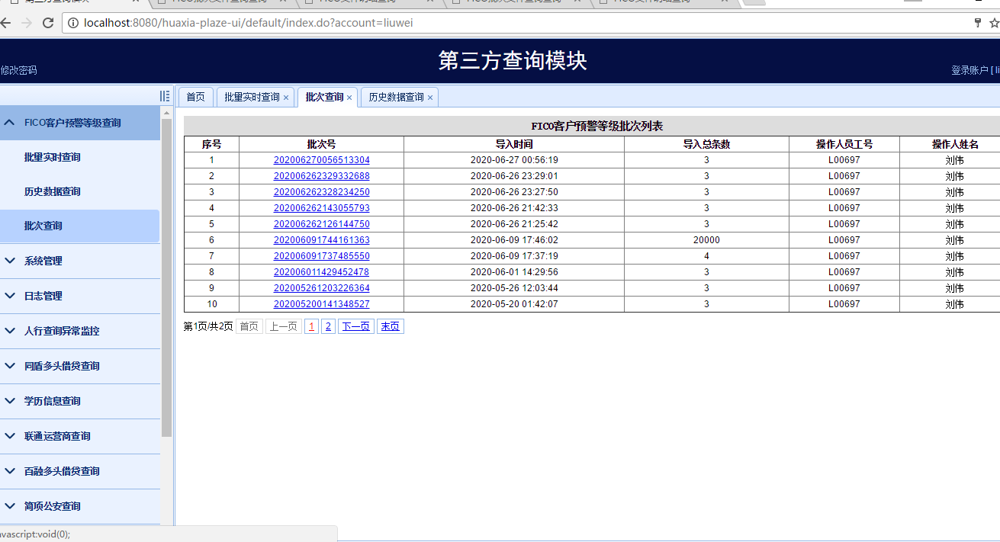 localhost:8080/huaxia-plaze-ui/default/index.do?account=liuwei
第三方查询模块
修改密码
登录账户 [ li
首页 批量实时查询 × 批次查询 × 历史数据查询 ×
FICO客户预警等级查询
批量实时查询
历史数据查询
批次查询
系统管理
日志管理
人行查询异常监控
同盾多头借贷查询
学历信息查询
联通运营商查询
百融多头借贷查询
简项公安查询
FICO客户预警等级批次列表
序号 批次号 导入时间 导入总条数 操作人员工号 操作人姓名
1 202006270056513304 2020-06-27 00:56:19 3 L00697 刘伟
2 202006262329332688 2020-06-26 23:29:01 3 L00697 刘伟
3 202006262328234250 2020-06-26 23:27:50 3 L00697 刘伟
4 202006262143055793 2020-06-26 21:42:33 3 L00697 刘伟
5 202006262126144750 2020-06-26 21:25:42 3 L00697 刘伟
6 202006091744161363 2020-06-09 17:46:02 20000 L00697 刘伟
7 202006091737485550 2020-06-09 17:37:19 4 L00697 刘伟
8 202006011429452478 2020-06-01 14:29:56 3 L00697 刘伟
9 202005261203226364 2020-05-26 12:03:44 3 L00697 刘伟
10 202005200141348527 2020-05-20 01:42:07 3 L00697 刘伟
第1页/共2页 首页 上一页 1 2 下一页 末页
avascript:void(0);